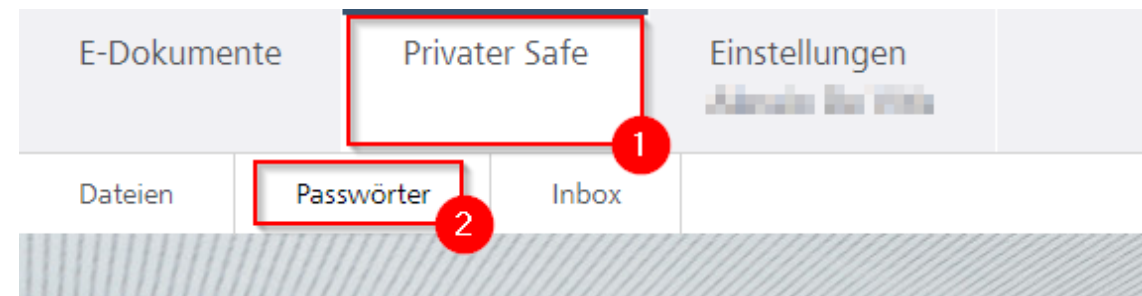 E-Dokumente
Privater Safe
Einstellungen
1
Dateien
Passwörter
Inbox
2